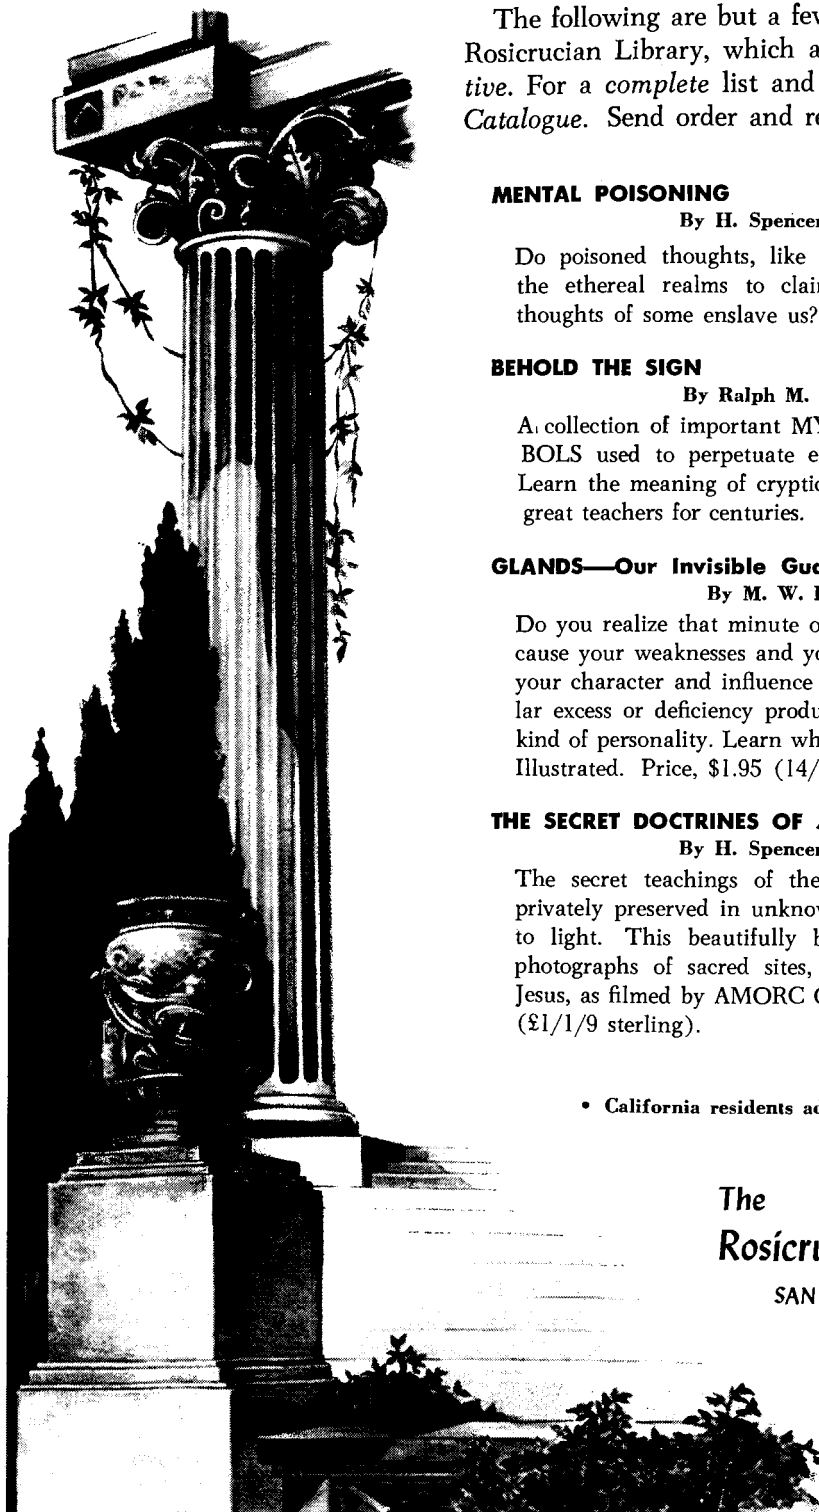 The following are but a few
Rosicrucian Library, which a
tive. For a complete list and
Catalogue. Send order and re
MENTAL POISONING
By H. Spencer
Do poisoned thoughts, like
the ethereal realms to clai
thoughts of some enslave us?
BEHOLD THE SIGN
By Ralph M.
A collection of important MY
BOLS used to perpetuate e
Learn the meaning of cryptic
great teachers for centuries.
GLANDS—Our Invisible Gua
By M. W.
Do you realize that minute o
cause your weaknesses and yo
your character and influence
lar excess or deficiency produ
kind of personality. Learn wh
Illustrated. Price, $1.95 (14/
THE SECRET DOCTRINES OF
By H. Spencer
The secret teachings of the
privately preserved in unknow
to light. This beautifully b
photographs of sacred sites,
Jesus, as filmed by AMORC
(£1/1/9 sterling).
• California residents ad
The
Rosicru
SAN